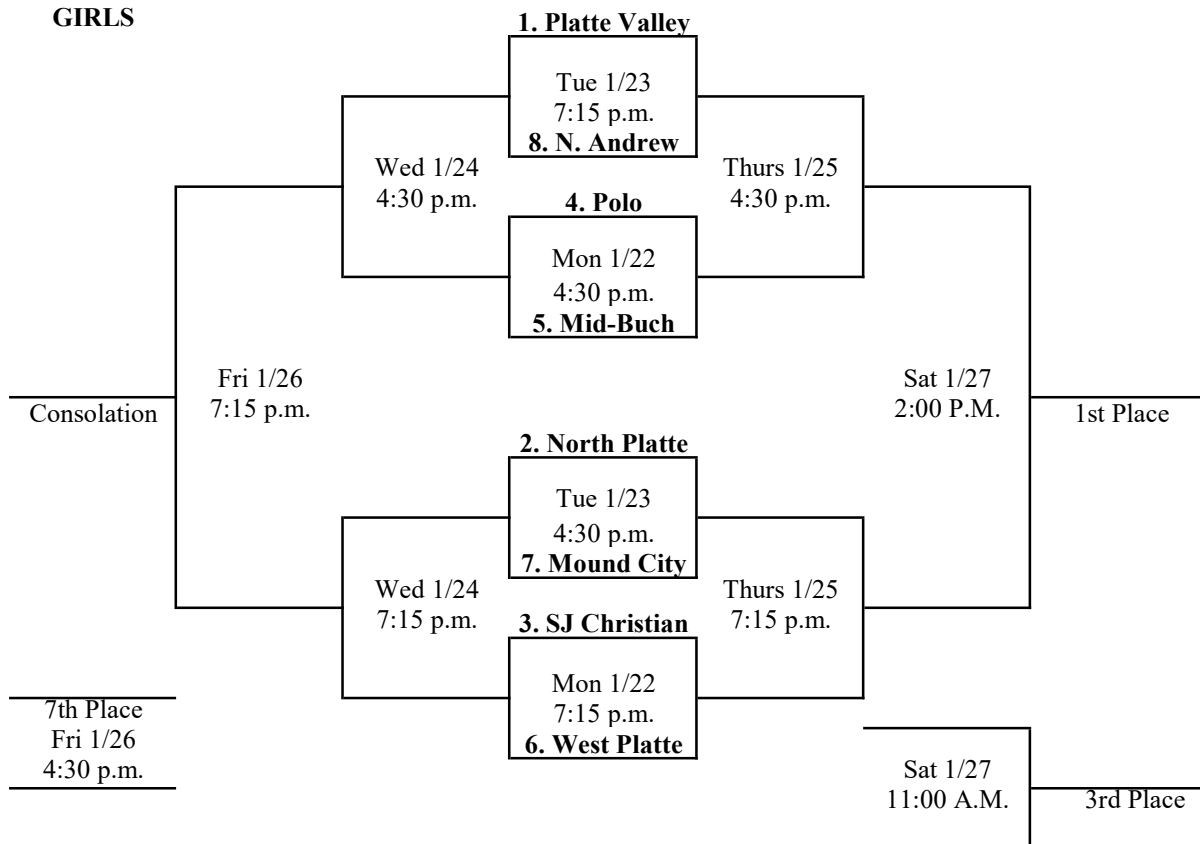 GIRLS
1. Platte Valley
Tue 1/23
7:15 p.m.
8. N. Andrew
Wed 1/24
4:30 p.m.
Thurs 1/25
4:30 p.m.
4. Polo
Mon 1/22
4:30 p.m.
5. Mid-Buch
Fri 1/26
7:15 p.m.
Consolation
Sat 1/27
2:00 P.M.
1st Place
2. North Platte
Tue 1/23
4:30 p.m.
7. Mound City
Wed 1/24
7:15 p.m.
Thurs 1/25
7:15 p.m.
3. SJ Christian
Mon 1/22
7:15 p.m.
6. West Platte
7th Place
Fri 1/26
4:30 p.m.
Sat 1/27
11:00 A.M.
3rd Place